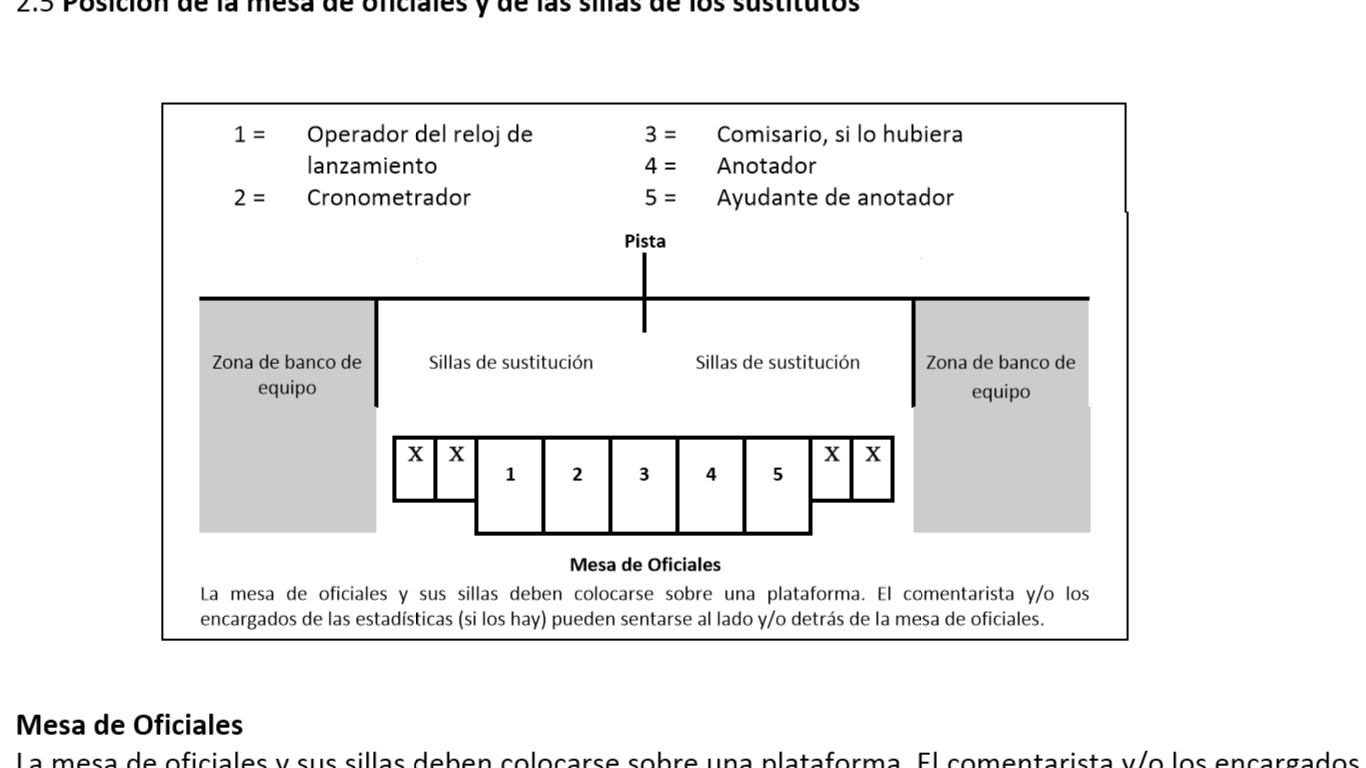 2.5 Posición de la mesa de oficiales y de las sillas de los sustitutos
1 = Operador del reloj de
lanzamiento
2 = Cronometrador
3 = Comisario, si lo hubiera
4 = Anotador
5 = Ayudante de anotador
Pista
Zona de banco de
equipo
Sillas de sustitución
Sillas de sustitución
Zona de banco de
equipo
X X 1 2 3 4 5 X X
Mesa de Oficiales
La mesa de oficiales y sus sillas deben colocarse sobre una plataforma. El comentarista y/o los
encargados de las estadísticas (si los hay) pueden sentarse al lado y/o detrás de la mesa de oficiales.
Mesa de Oficiales
La mesa de oficiales y sus sillas deben colocarse sobre una plataforma. El comentarista y/o los encargados